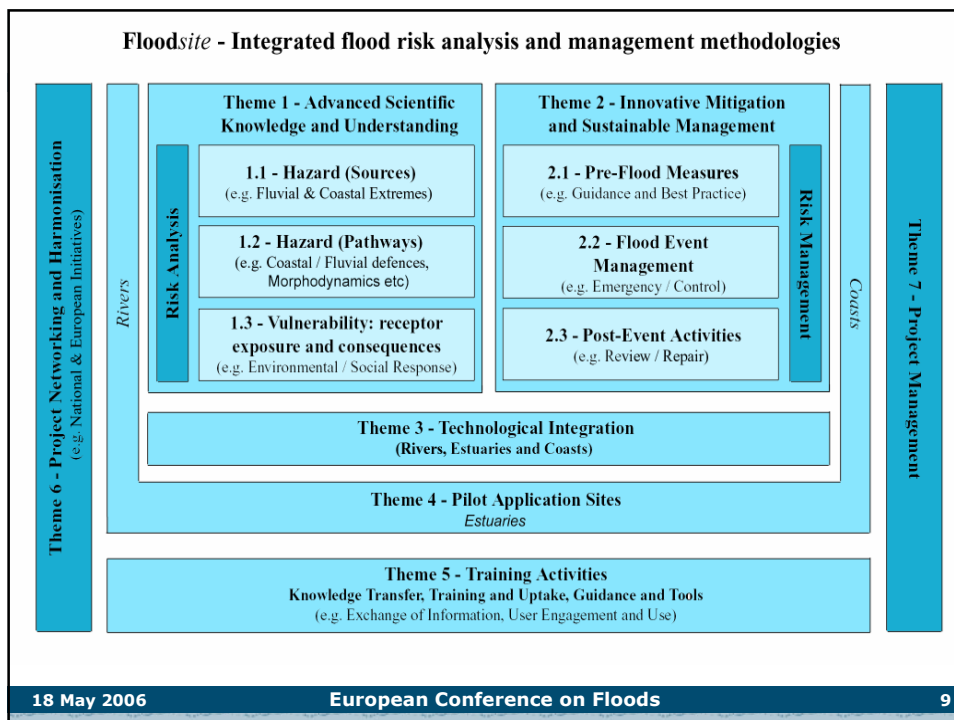 Floodsite - Integrated flood risk analysis and management methodologies
Theme 6 - Project Networking and Harmonisation
(e.g. National & European Initiatives)
Rivers
Theme 1 - Advanced Scientific
Knowledge and Understanding
Risk Analysis
1.1 - Hazard (Sources)
(e.g. Fluvial & Coastal Extremes)
1.2 - Hazard (Pathways)
(e.g. Coastal / Fluvial defences,
Morphodynamics etc)
1.3 - Vulnerability: receptor
exposure and consequences
(e.g. Environmental / Social Response)
Theme 2 - Innovative Mitigation
and Sustainable Management
2.1 - Pre-Flood Measures
(e.g. Guidance and Best Practice)
2.2 - Flood Event
Management
(e.g. Emergency / Control)
2.3 - Post-Event Activities
(e.g. Review / Repair)
Risk Management
Coasts
Theme 7 - Project Management
Theme 3 - Technological Integration
(Rivers, Estuaries and Coasts)
Theme 4 - Pilot Application Sites
Estuaries
Theme 5 - Training Activities
Knowledge Transfer, Training and Uptake, Guidance and Tools
(e.g. Exchange of Information, User Engagement and Use)
18 May 2006
European Conference on Floods
9